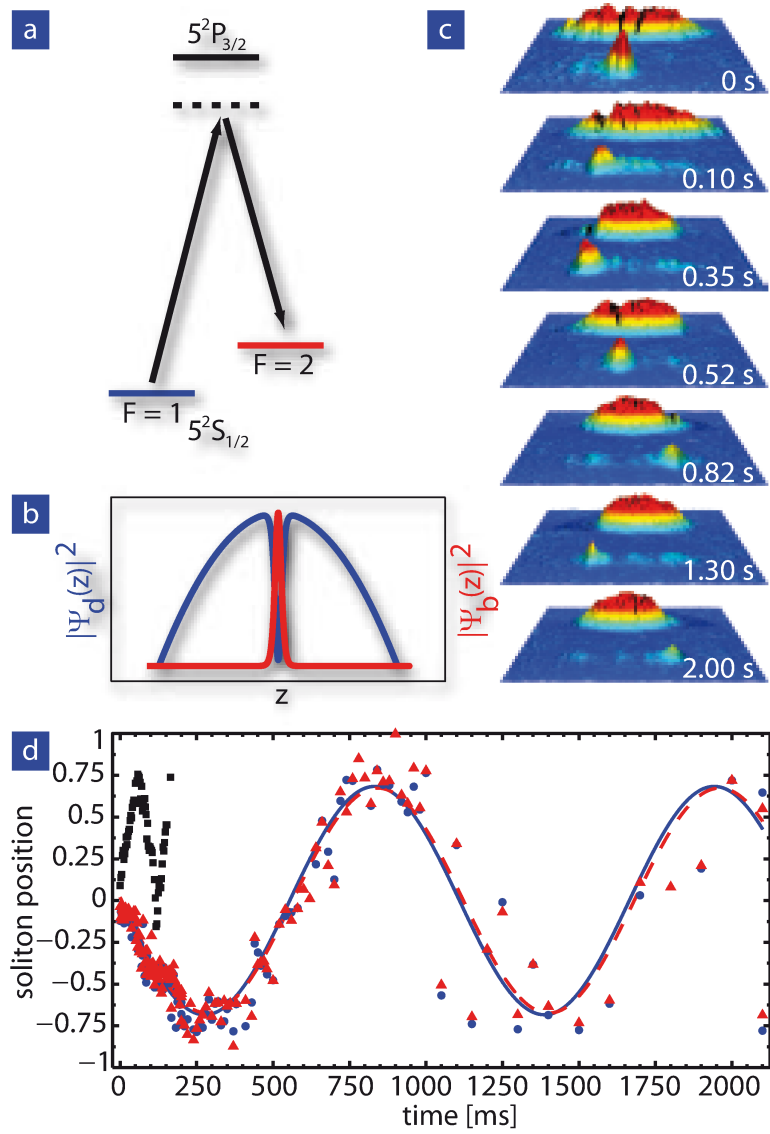 a
5²P₃/₂
F = 1
5²S₁/₂
F = 2
b
|Ψd(z)|²
z
|Ψb(z)|²
c
0 s
0.10 s
0.35 s
0.52 s
0.82 s
1.30 s
2.00 s
d
soliton position
1
0.75
0.5
0
−0.25
−0.5
−0.75
−1
0 250 500 750 1000 1250 1500 1750 2000
time [ms]